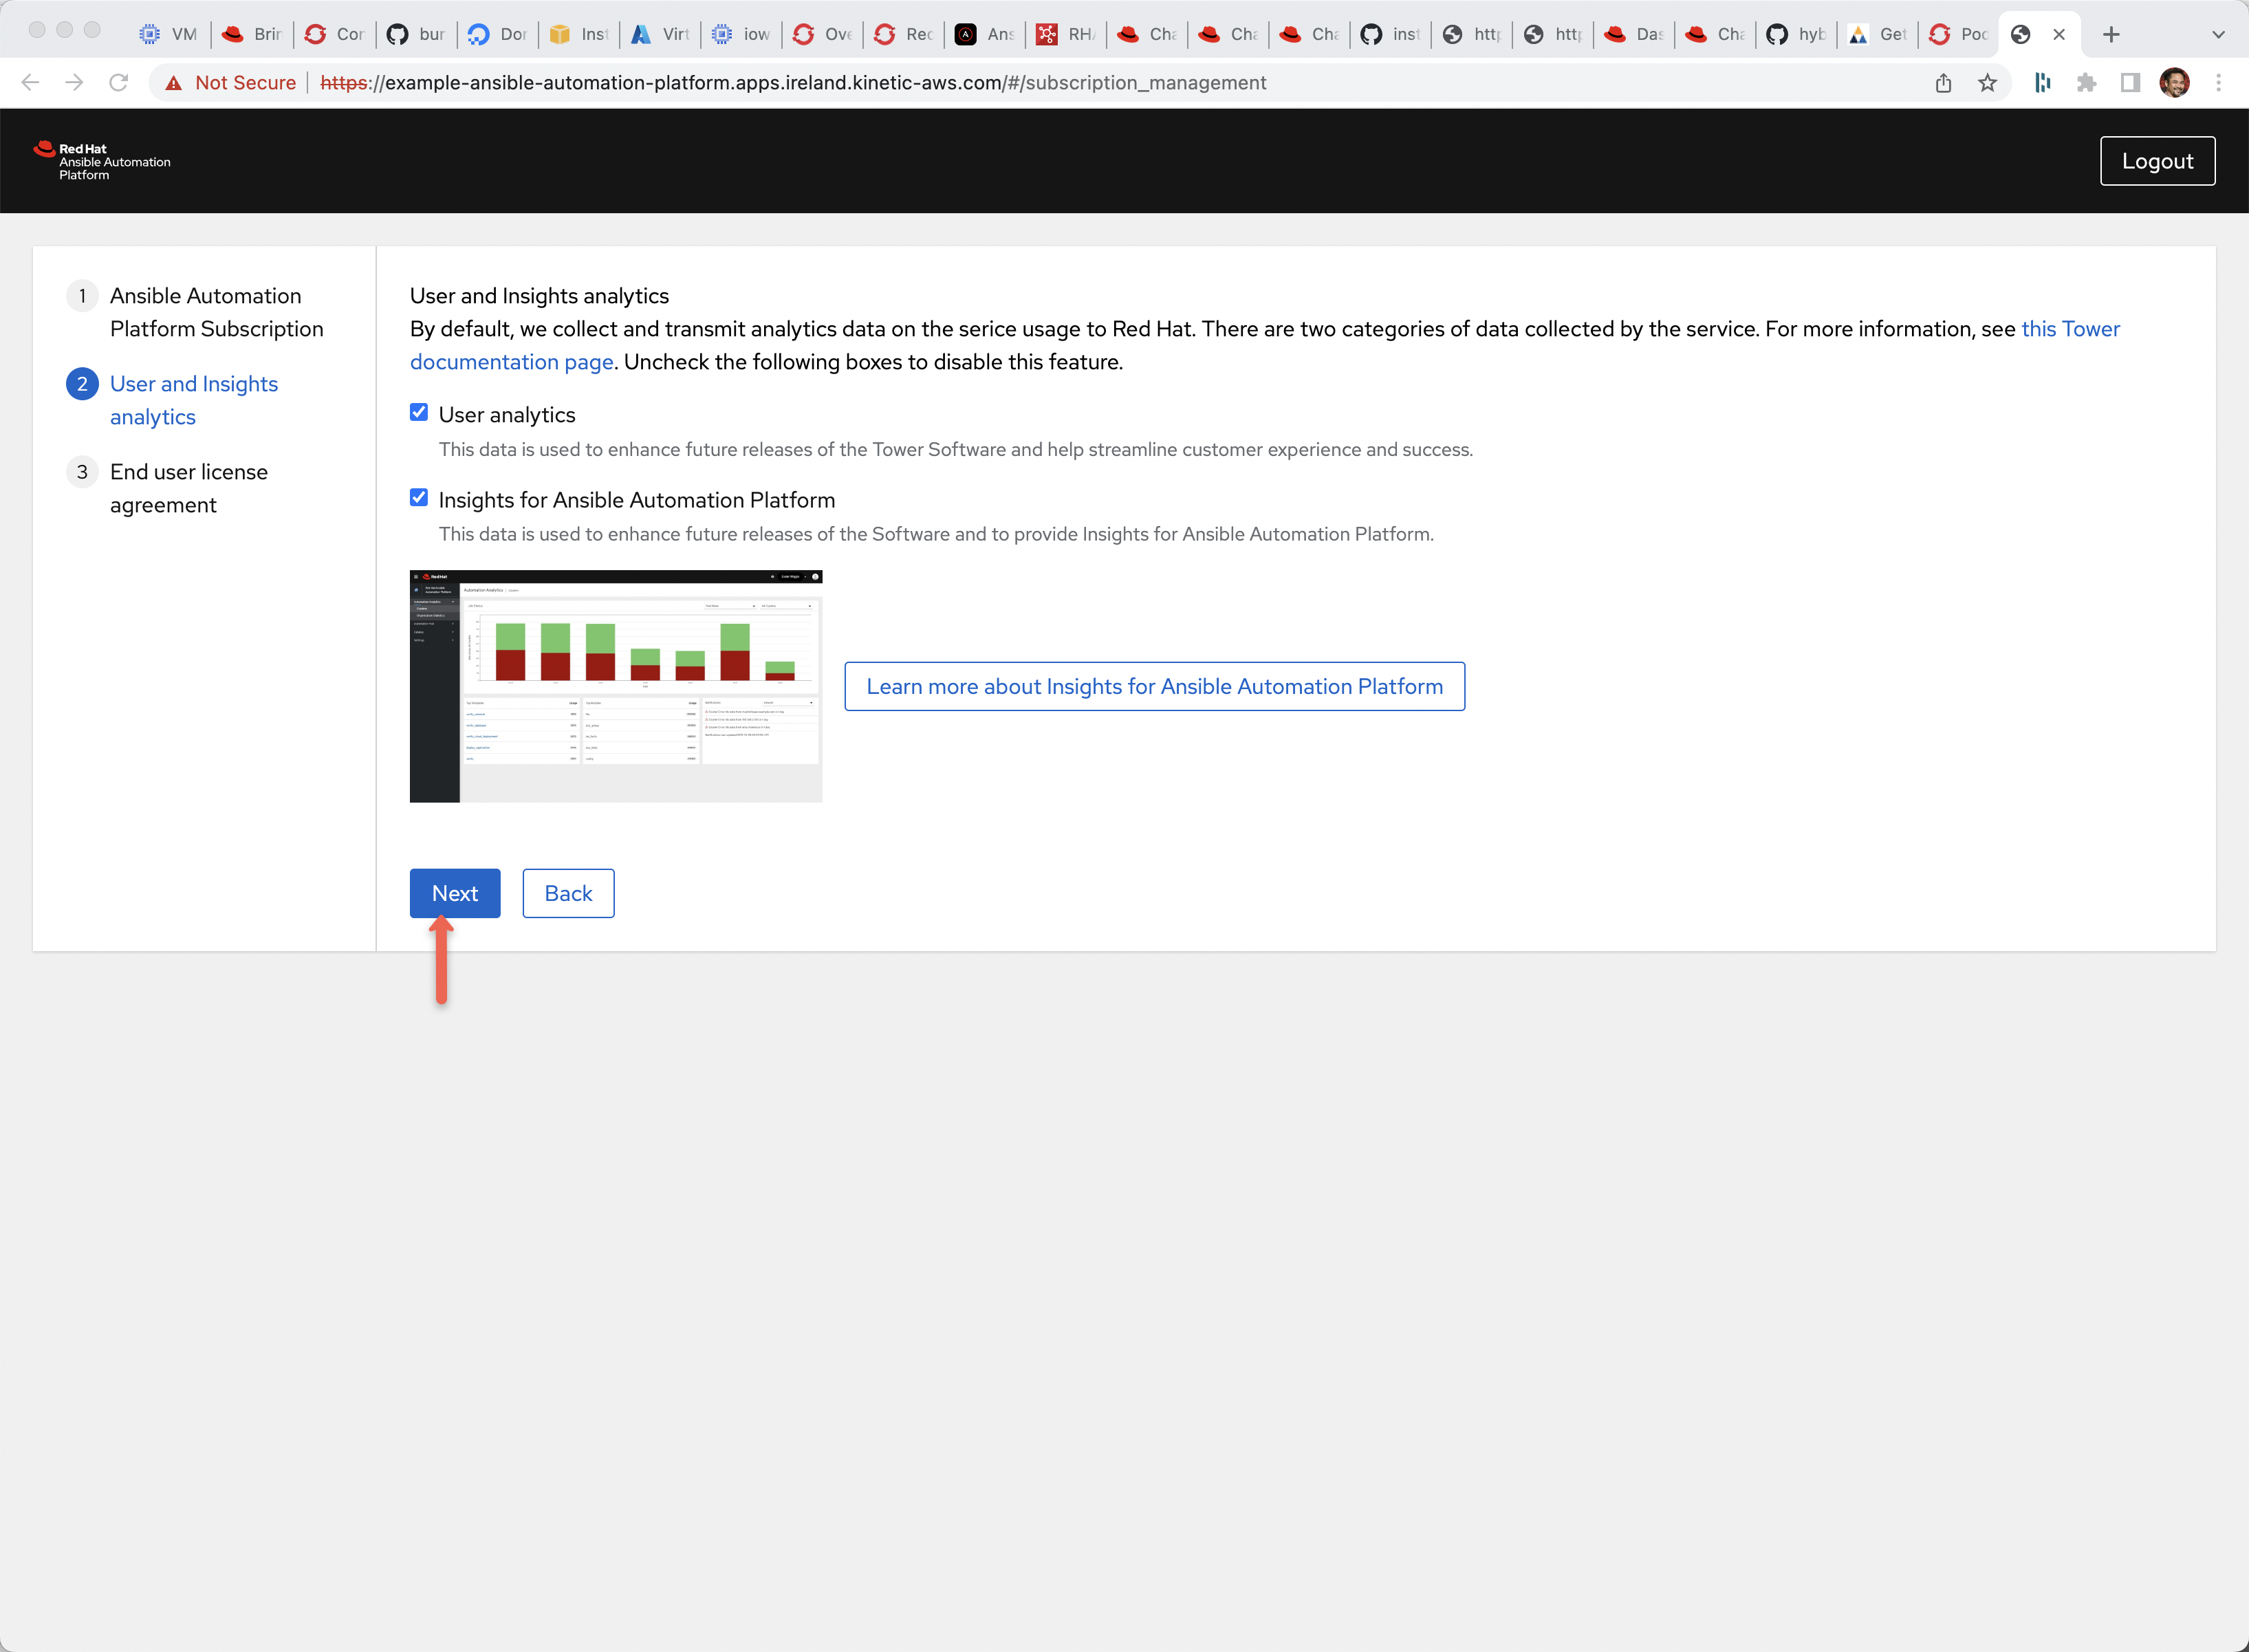 VM
Brin
Cor
bur
Dor
Inst
Virt
iow
Ove
Rec
Ans
RHA
Cha
Cha
Cha
inst
http
http
Das
Cha
hyb
Get
Poc
Not Secure
https://example-ansible-automation-platform.apps.ireland.kinetic-aws.com/#/subscription_management
Red Hat
Ansible Automation
Platform
Logout
1
Ansible Automation
Platform Subscription
2
User and Insights
analytics
3
End user license
agreement
User and Insights analytics
By default, we collect and transmit analytics data on the serice usage to Red Hat. There are two categories of data collected by the service. For more information, see this Tower
documentation page. Uncheck the following boxes to disable this feature.
User analytics
This data is used to enhance future releases of the Tower Software and help streamline customer experience and success.
Insights for Ansible Automation Platform
This data is used to enhance future releases of the Software and to provide Insights for Ansible Automation Platform.
Red Hat
Automation Analytics
Learn more about Insights for Ansible Automation Platform
Next
Back